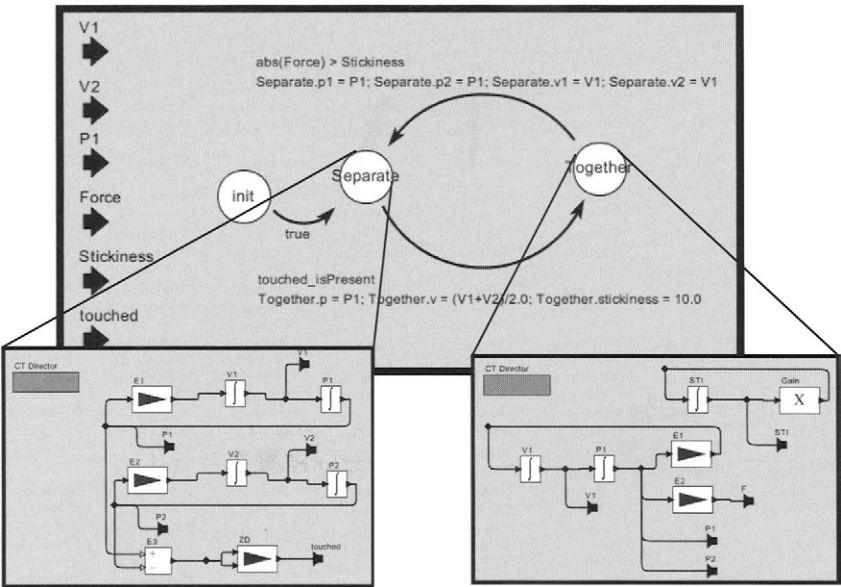 V1
V2
P1
Force
Stickiness
touched
abs(Force) > Stickiness
Separate.p1 = P1; Separate.p2 = P1; Separate.v1 = V1; Separate.v2 = V1
init
Separate
Together
true
touched_isPresent
Together.p = P1; Together.v = (V1+V2)/2.0; Together.stickiness = 10.0
CT Director
E1
V1
V1
P1
P1
E2
V2
V2
P2
P2
E3
+
−
ZD
touched
CT Director
STI
Gain
X
STI
V1
P1
E1
V1
E2
F
P1
P2